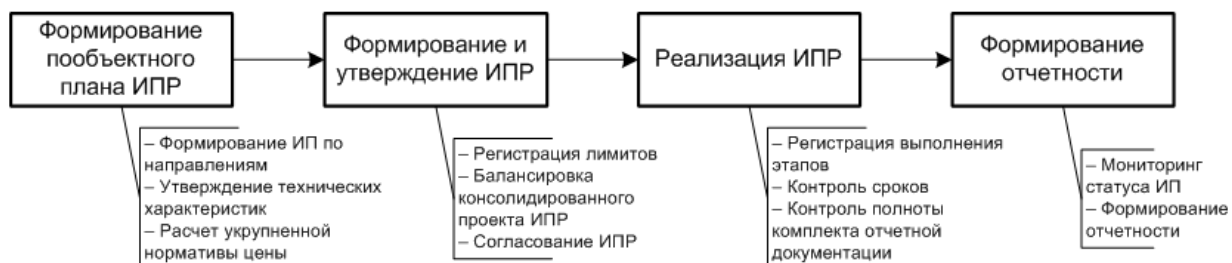 Формирование
пообъектного
плана ИПР
Формирование и
утверждение ИПР
Реализация ИПР
Формирование
отчетности
– Формирование ИП по
направлениям
– Утверждение технических
характеристик
– Расчет укрупненной
нормативы цены
– Регистрация лимитов
– Балансировка
консолидированного
проекта ИПР
– Согласование ИПР
– Регистрация выполнения
этапов
– Контроль сроков
– Контроль полноты
комплекта отчетной
документации
– Мониторинг
статуса ИП
– Формирование
отчетности